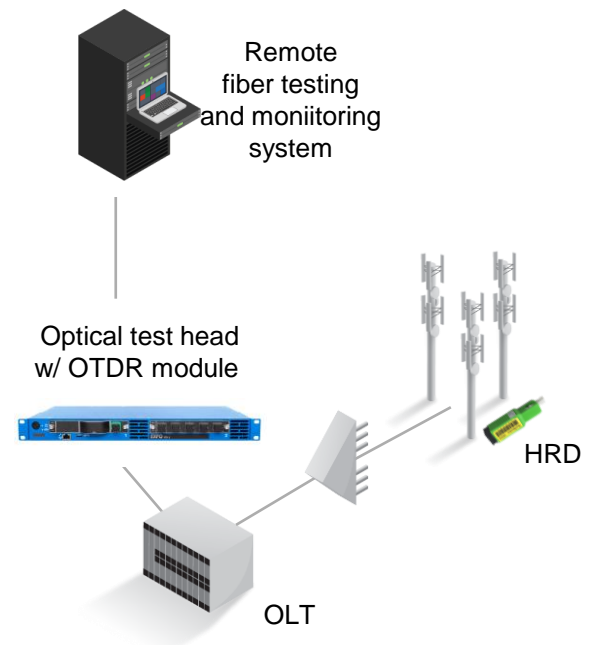 Remote
fiber testing
and moniitoring
system
Optical test head
w/ OTDR module
HRD
OLT